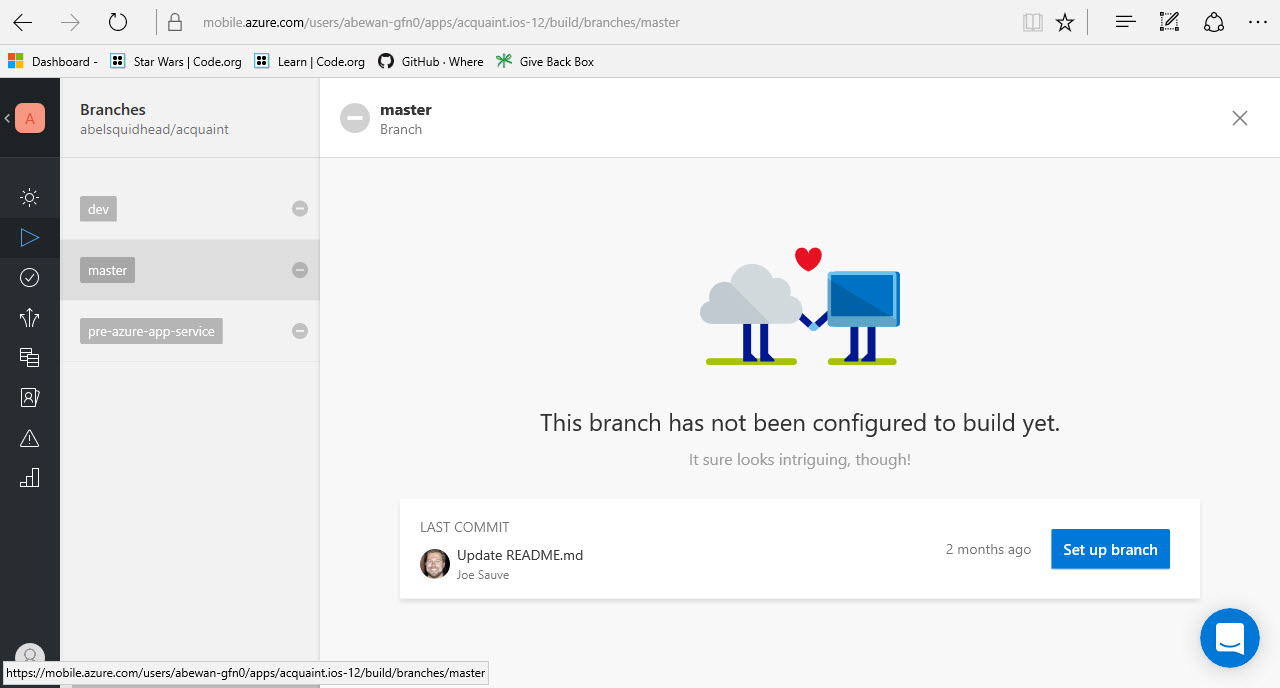 mobile.azure.com/users/abewan-gfn0/apps/acquaint.ios-12/build/branches/master
Dashboard - Star Wars | Code.org Learn | Code.org GitHub · Where Give Back Box
A
Branches
abelsquidhead/acquaint
master
Branch
dev
master
pre-azure-app-service
This branch has not been configured to build yet.
It sure looks intriguing, though!
LAST COMMIT
Update README.md
Joe Sauve
2 months ago
Set up branch
https://mobile.azure.com/users/abewan-gfn0/apps/acquaint.ios-12/build/branches/master